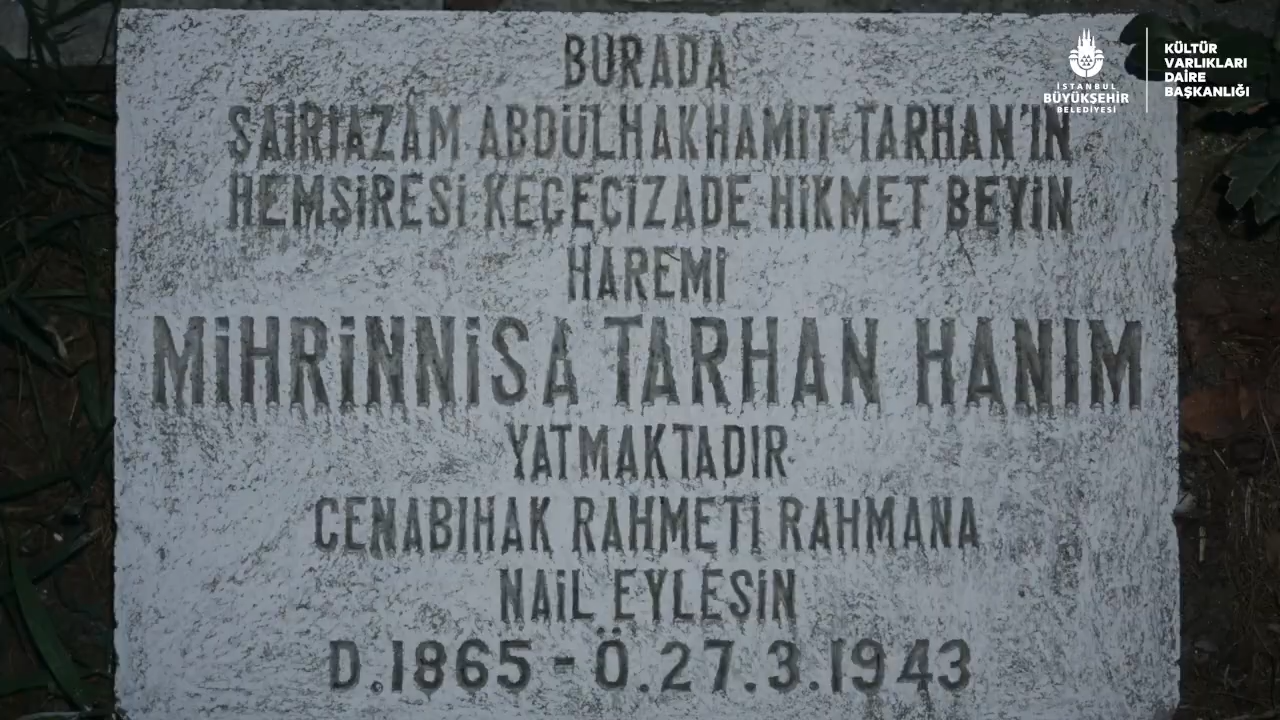 BURADA
ŞAİRİAZAM ABDÜLHAKHAMİT TARHAN'IN
HEMŞİRESİ KEÇEÇİZADE HİKMET BEYİN
HAREMİ
MİHRİNNİSA TARHAN HANIM
YATMAKTADIR
CENABIHAK RAHMETİ RAHMANA
NAİL EYLESİN
D.1865 - Ö.27.3.1943
İSTANBUL
BÜYÜKŞEHİR
BELEDİYESİ
KÜLTÜR
VARLIKLARI
DAİRE
BAŞKANLIĞI